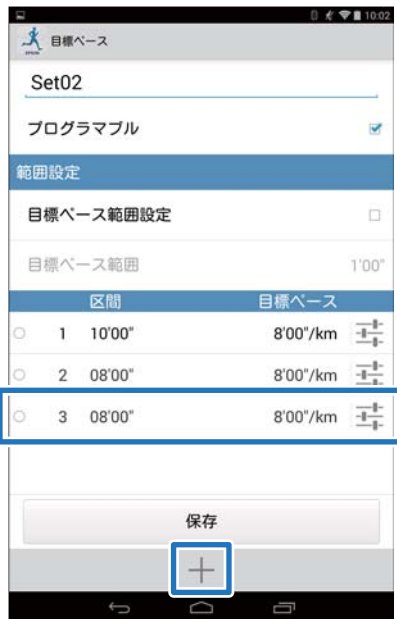 10:02
目標ペース
Set02
プログラマブル
範囲設定
目標ペース範囲設定
目標ペース範囲 1'00"
区間 目標ペース
1 10'00" 8'00"/km
2 08'00" 8'00"/km
3 08'00" 8'00"/km
保存